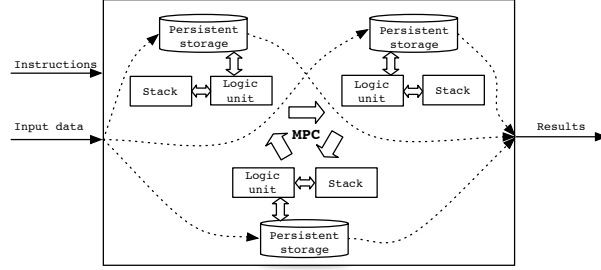 Persistent
storage
Persistent
storage
Instructions
Stack
Logic
unit
Logic
unit
Stack
Input data
MPC
Results
Logic
unit
Stack
Persistent
storage